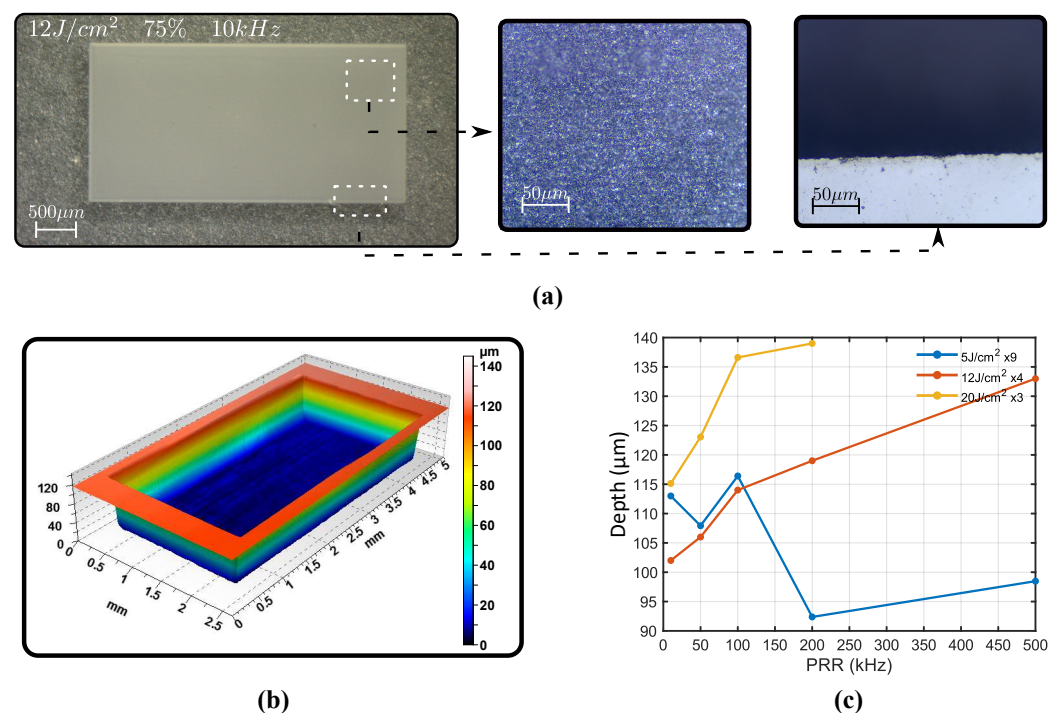 12J/cm² 75% 10kHz
500μm
50μm
50μm
(a)
μm
140
120
100
80
60
40
20
0
120
80
40
0
0
0.5
1
1.5
2
2.5
mm
0
0.5
1
1.5
2
2.5
3
3.5
4
4.5
5
mm
(b)
140
135
130
125
120
115
110
105
100
95
90
Depth (μm)
5J/cm² x9
12J/cm² x4
20J/cm² x3
0 50 100 150 200 250 300 350 400 450 500
PRR (kHz)
(c)